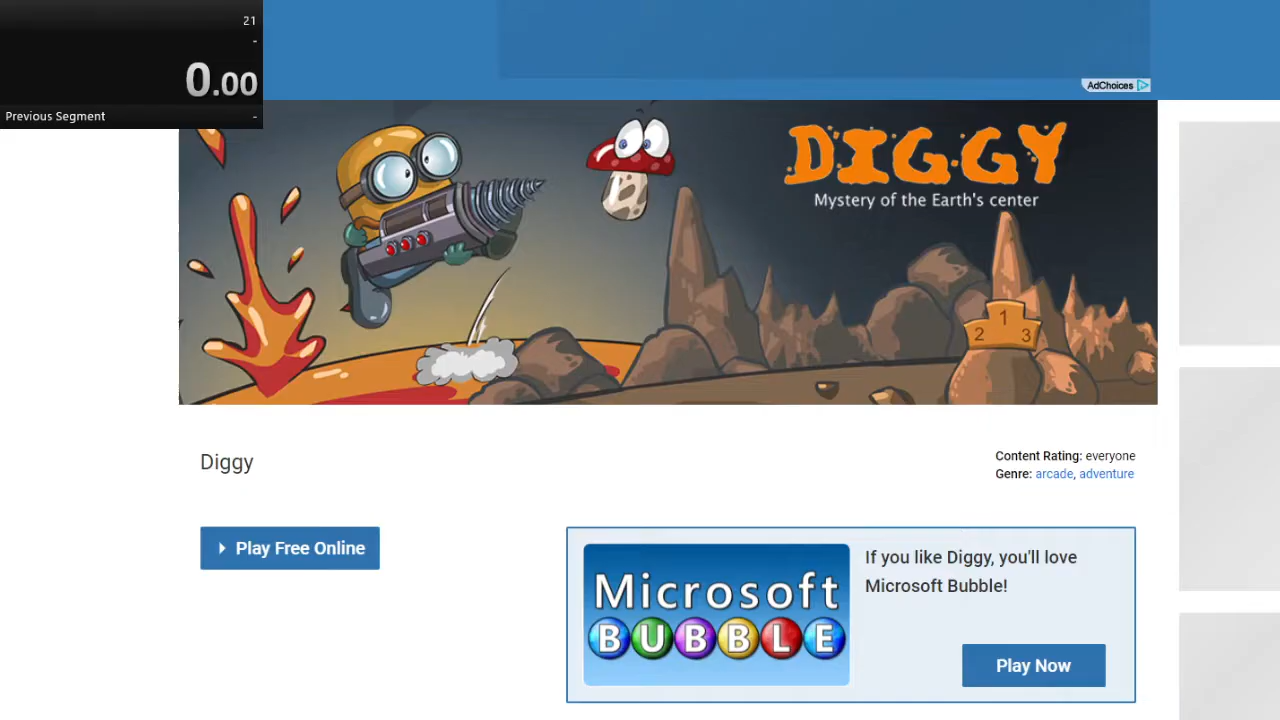 21
-
0.00
Previous Segment -
AdChoices
DIGGY
Mystery of the Earth's center
1
2 3
Diggy
Content Rating: everyone
Genre: arcade, adventure
Play Free Online
Microsoft
BUBBLE
If you like Diggy, you'll love
Microsoft Bubble!
Play Now